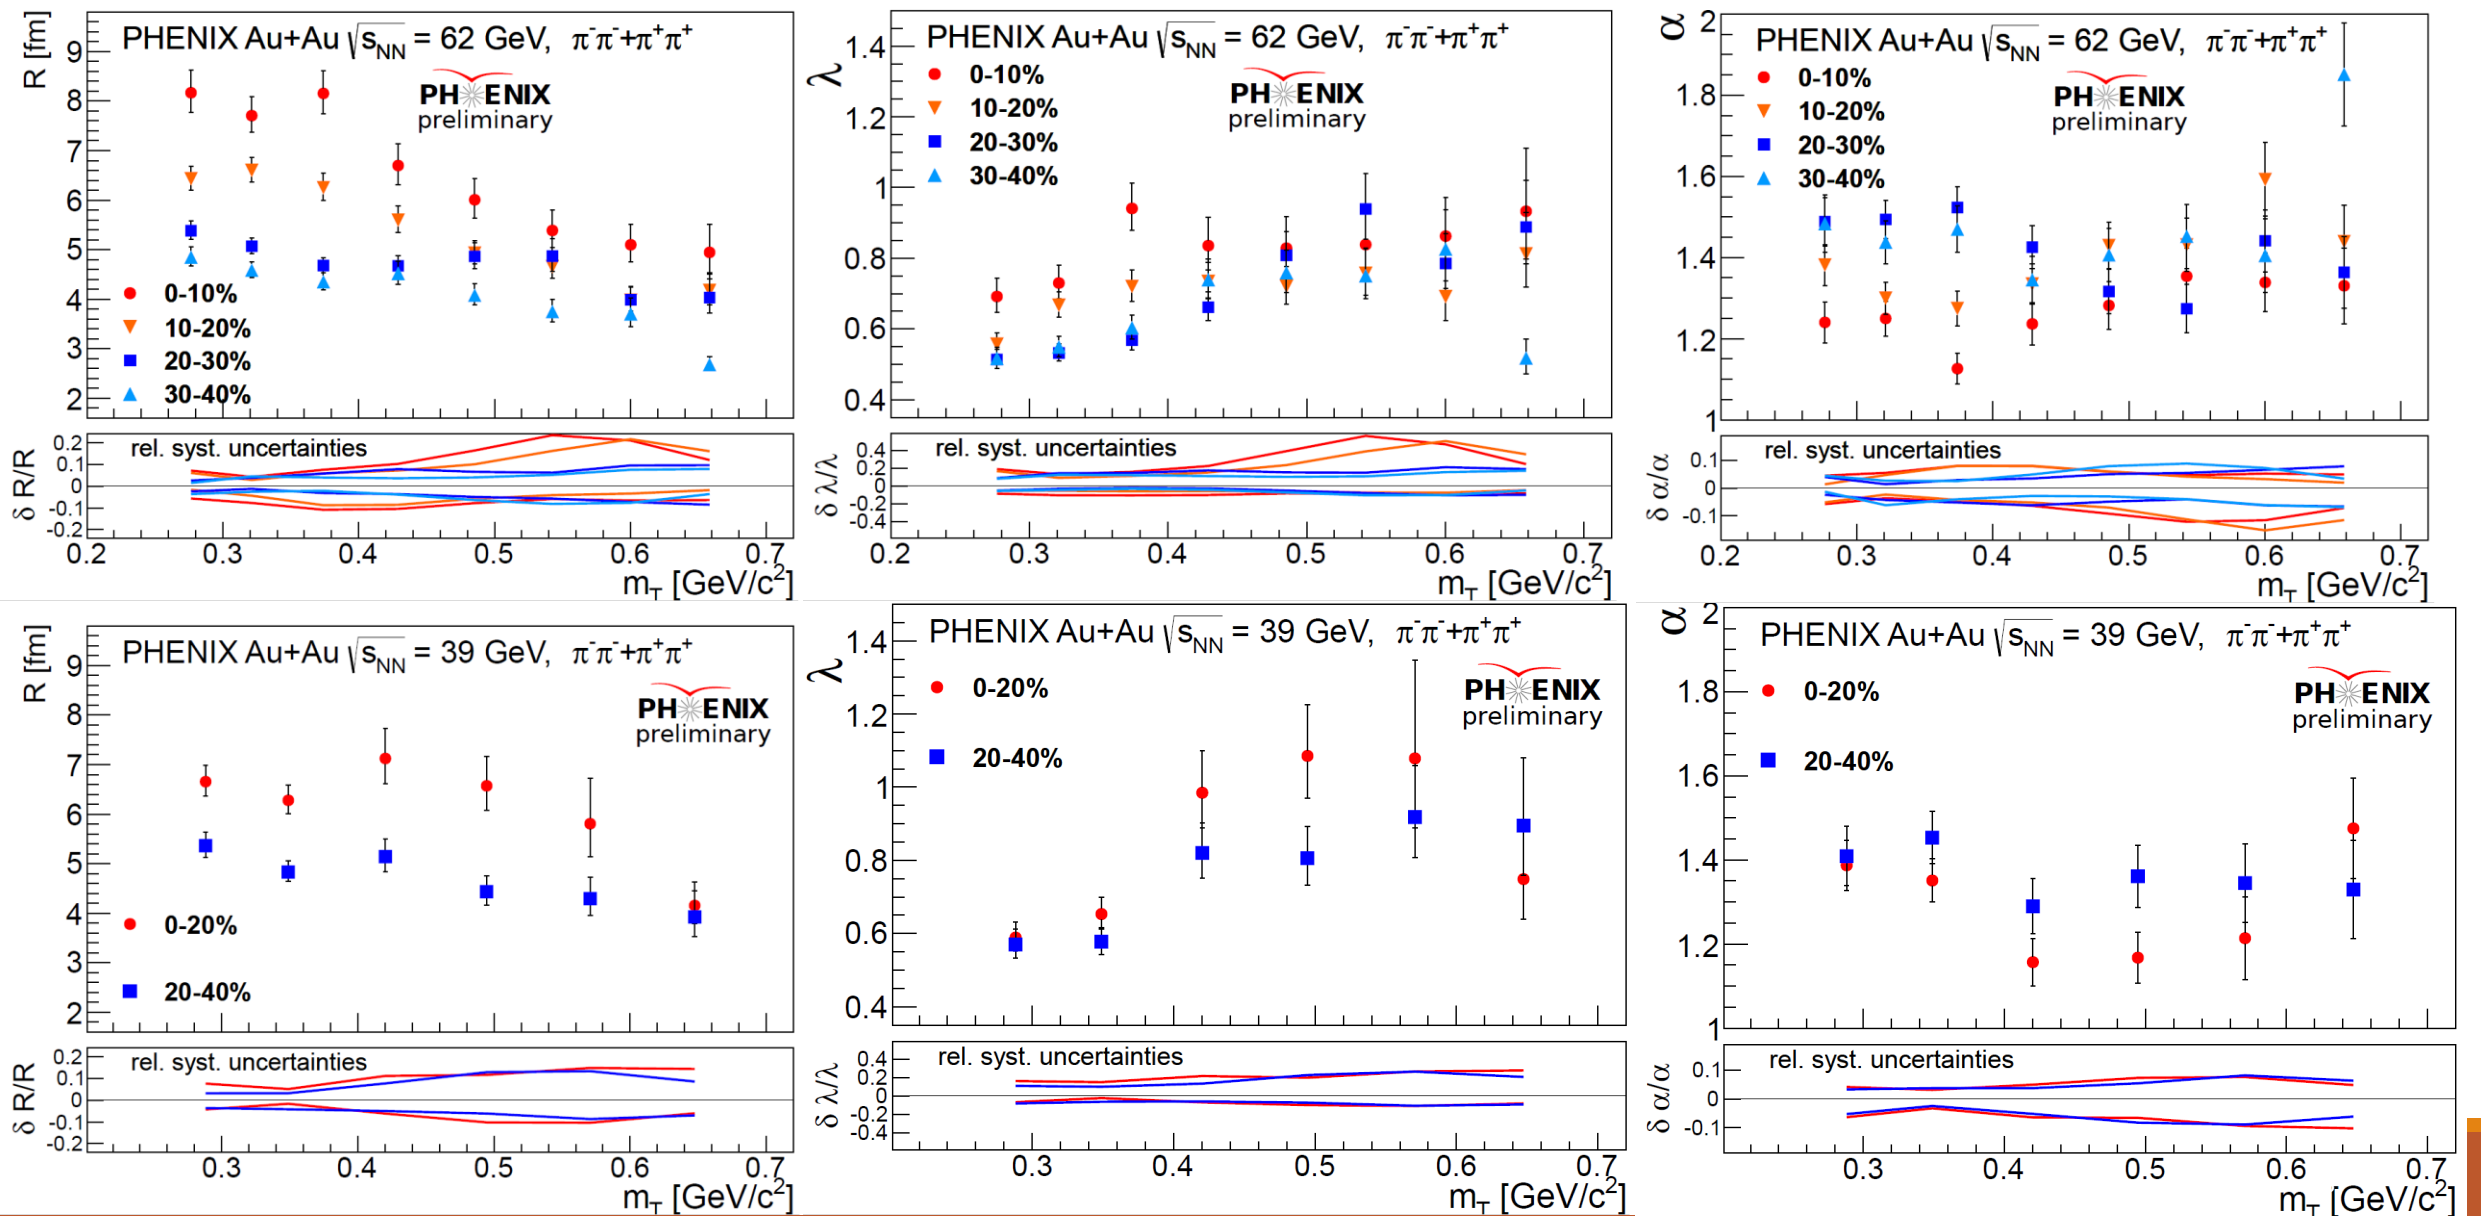 PHENIX Au+Au √sNN = 62 GeV, π⁻π⁻+π⁺π⁺
R [fm]
9
8
7
6
5
4
3
2
PH ENIX
preliminary
0-10%
10-20%
20-30%
30-40%
rel. syst. uncertainties
δ R/R
0.2
0.1
0
-0.1
-0.2
0.2 0.3 0.4 0.5 0.6 0.7
mT [GeV/c²]
PHENIX Au+Au √sNN = 62 GeV, π⁻π⁻+π⁺π⁺
λ
1.4
1.2
1
0.8
0.6
0.4
0-10%
10-20%
20-30%
30-40%
PH ENIX
preliminary
rel. syst. uncertainties
δ λ/λ
0.4
0.2
0
-0.2
-0.4
0.2 0.3 0.4 0.5 0.6 0.7
mT [GeV/c²]
PHENIX Au+Au √sNN = 62 GeV, π⁻π⁻+π⁺π⁺
α
2
1.8
1.6
1.4
1.2
1
0-10%
10-20%
20-30%
30-40%
PH ENIX
preliminary
rel. syst. uncertainties
δ α/α
0.1
0
-0.1
0.2 0.3 0.4 0.5 0.6 0.7
mT [GeV/c²]
PHENIX Au+Au √sNN = 39 GeV, π⁻π⁻+π⁺π⁺
R [fm]
9
8
7
6
5
4
3
2
PH ENIX
preliminary
0-20%
20-40%
rel. syst. uncertainties
δ R/R
0.2
0.1
0
-0.1
-0.2
0.3 0.4 0.5 0.6 0.7
mT [GeV/c²]
PHENIX Au+Au √sNN = 39 GeV, π⁻π⁻+π⁺π⁺
λ
1.4
1.2
1
0.8
0.6
0.4
0-20%
20-40%
PH ENIX
preliminary
rel. syst. uncertainties
δ λ/λ
0.4
0.2
0
-0.2
-0.4
0.3 0.4 0.5 0.6 0.7
mT [GeV/c²]
PHENIX Au+Au √sNN = 39 GeV, π⁻π⁻+π⁺π⁺
α
2
1.8
1.6
1.4
1.2
1
0-20%
20-40%
PH ENIX
preliminary
rel. syst. uncertainties
δ α/α
0.1
0
-0.1
0.3 0.4 0.5 0.6 0.7
mT [GeV/c²]